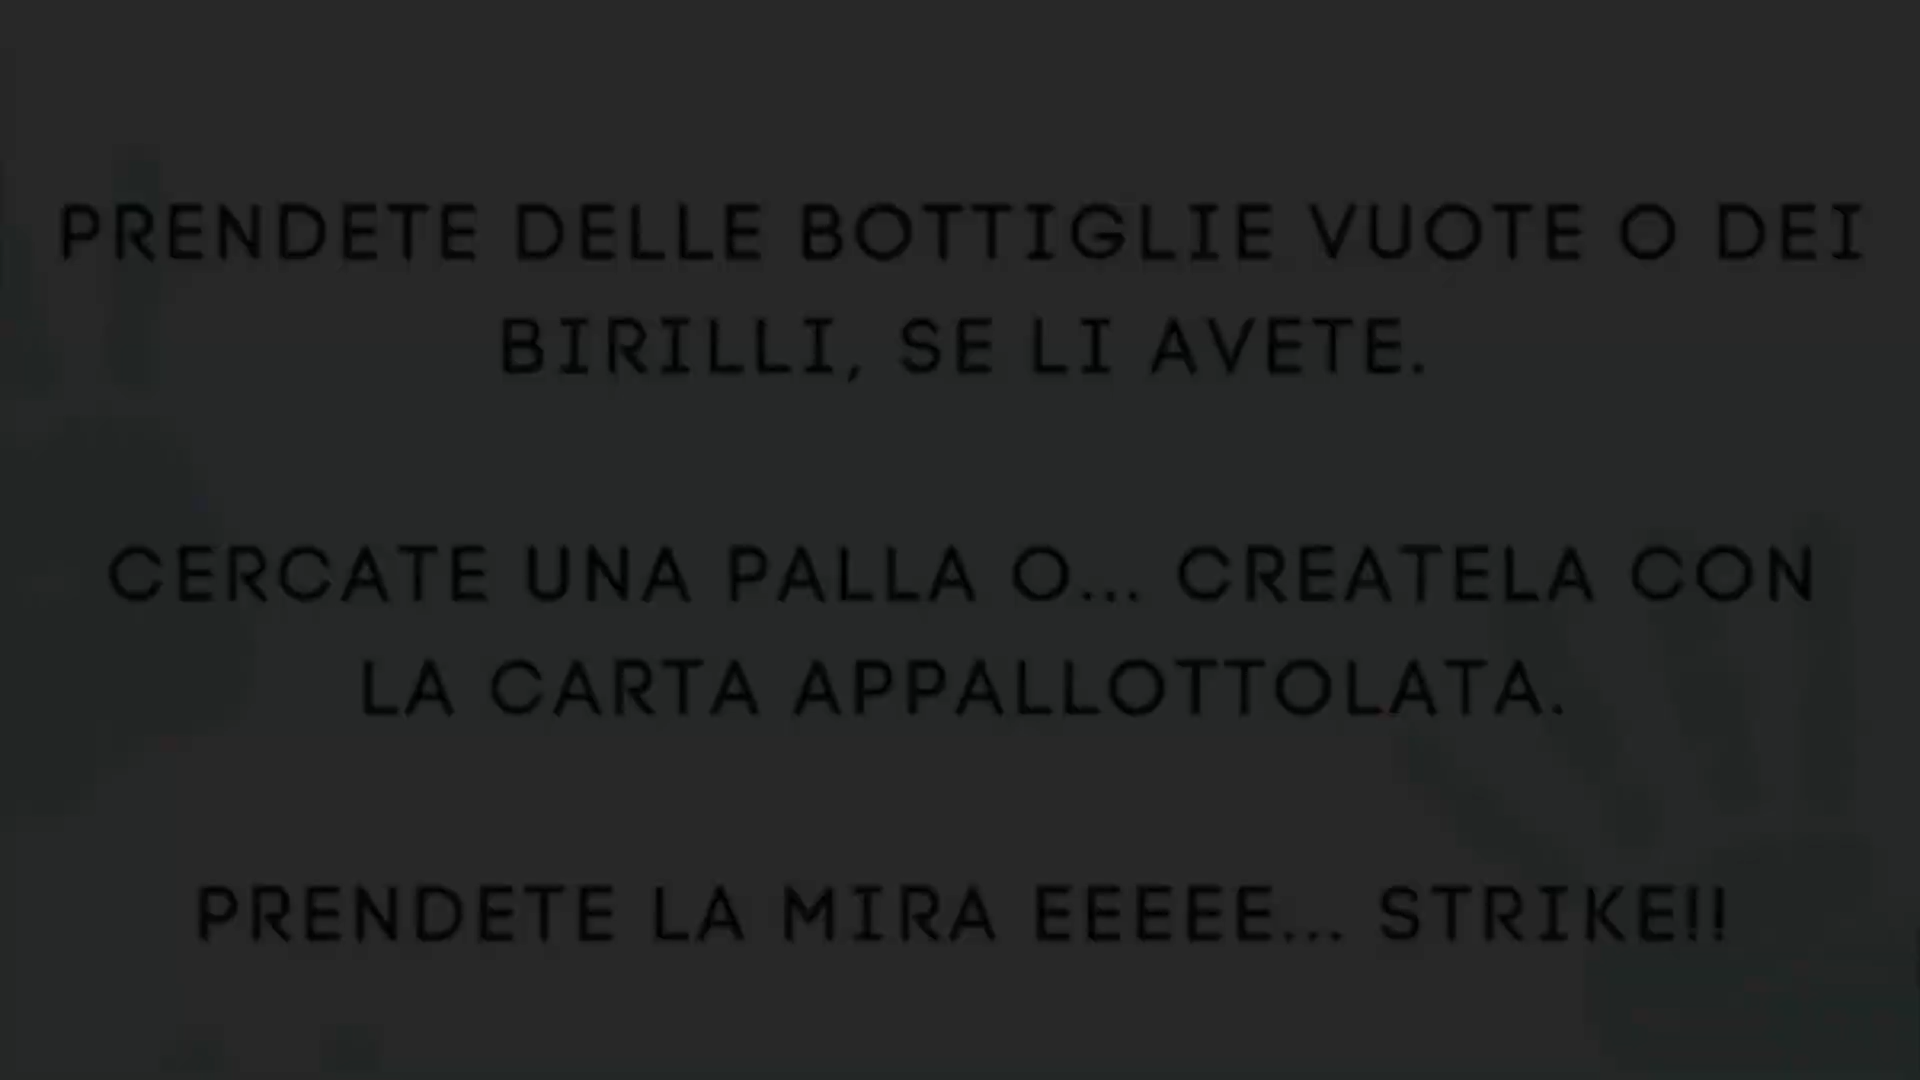 PRENDETE DELLE BOTTIGLIE VUOTE O DEI
BIRILLI, SE LI AVETE.
CERCATE UNA PALLA O... CREATELA CON
LA CARTA APPALLOTTOLATA.
PRENDETE LA MIRA EEEEE... STRIKE!!